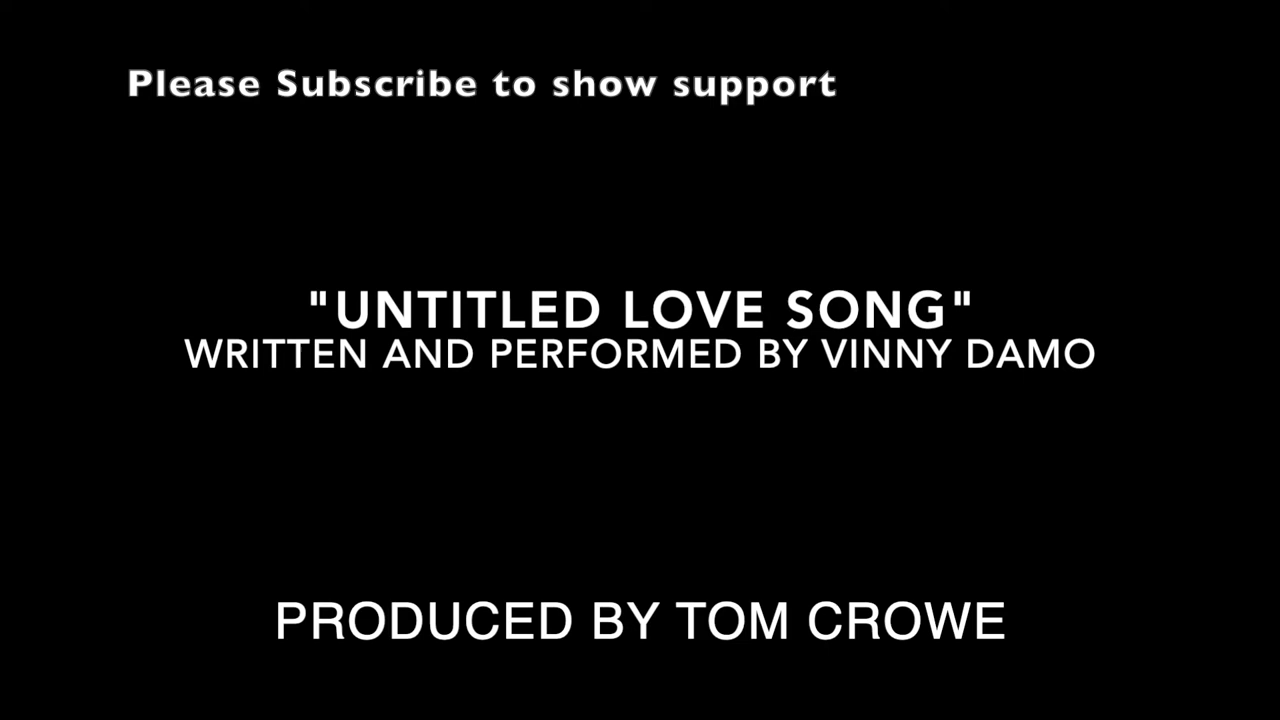 Please Subscribe to show support
"UNTITLED LOVE SONG"
WRITTEN AND PERFORMED BY VINNY DAMO
PRODUCED BY TOM CROWE